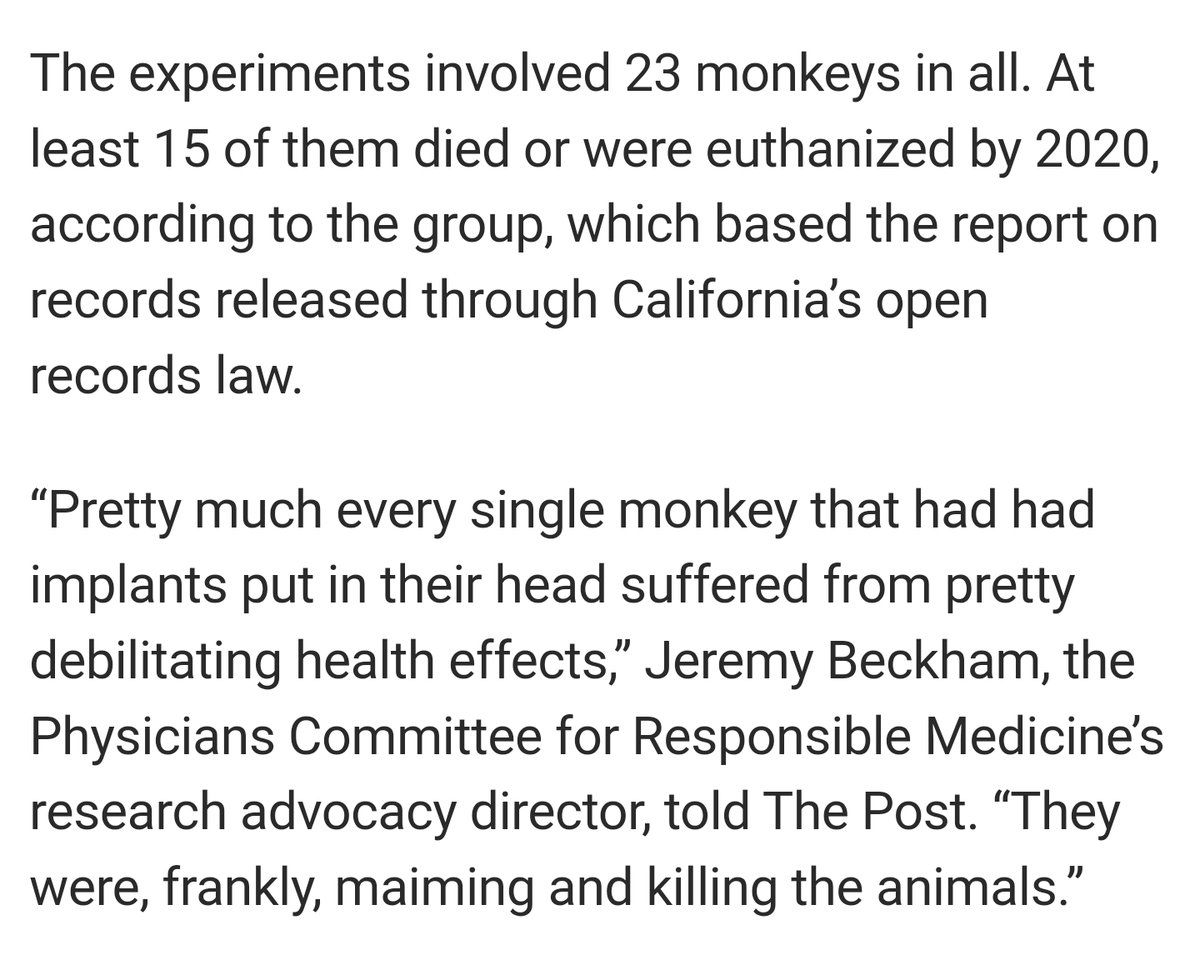 The experiments involved 23 monkeys in all. At
least 15 of them died or were euthanized by 2020,
according to the group, which based the report on
records released through California’s open
records law.
“Pretty much every single monkey that had had
implants put in their head suffered from pretty
debilitating health effects,” Jeremy Beckham, the
Physicians Committee for Responsible Medicine’s
research advocacy director, told The Post. “They
were, frankly, maiming and killing the animals.”